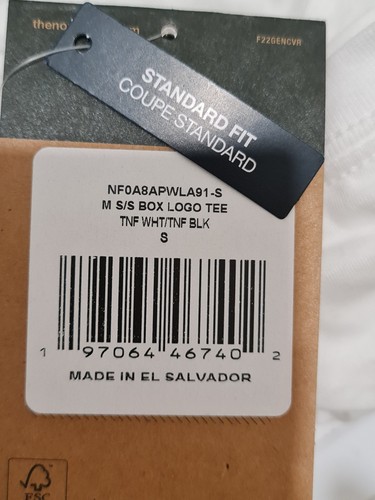 F22GENCVR
STANDARD FIT
COUPE STANDARD
NF0A8APWLA91-S
M S/S BOX LOGO TEE
TNF WHT/TNF BLK
S
1 97064 46740 2
MADE IN EL SALVADOR
FSC